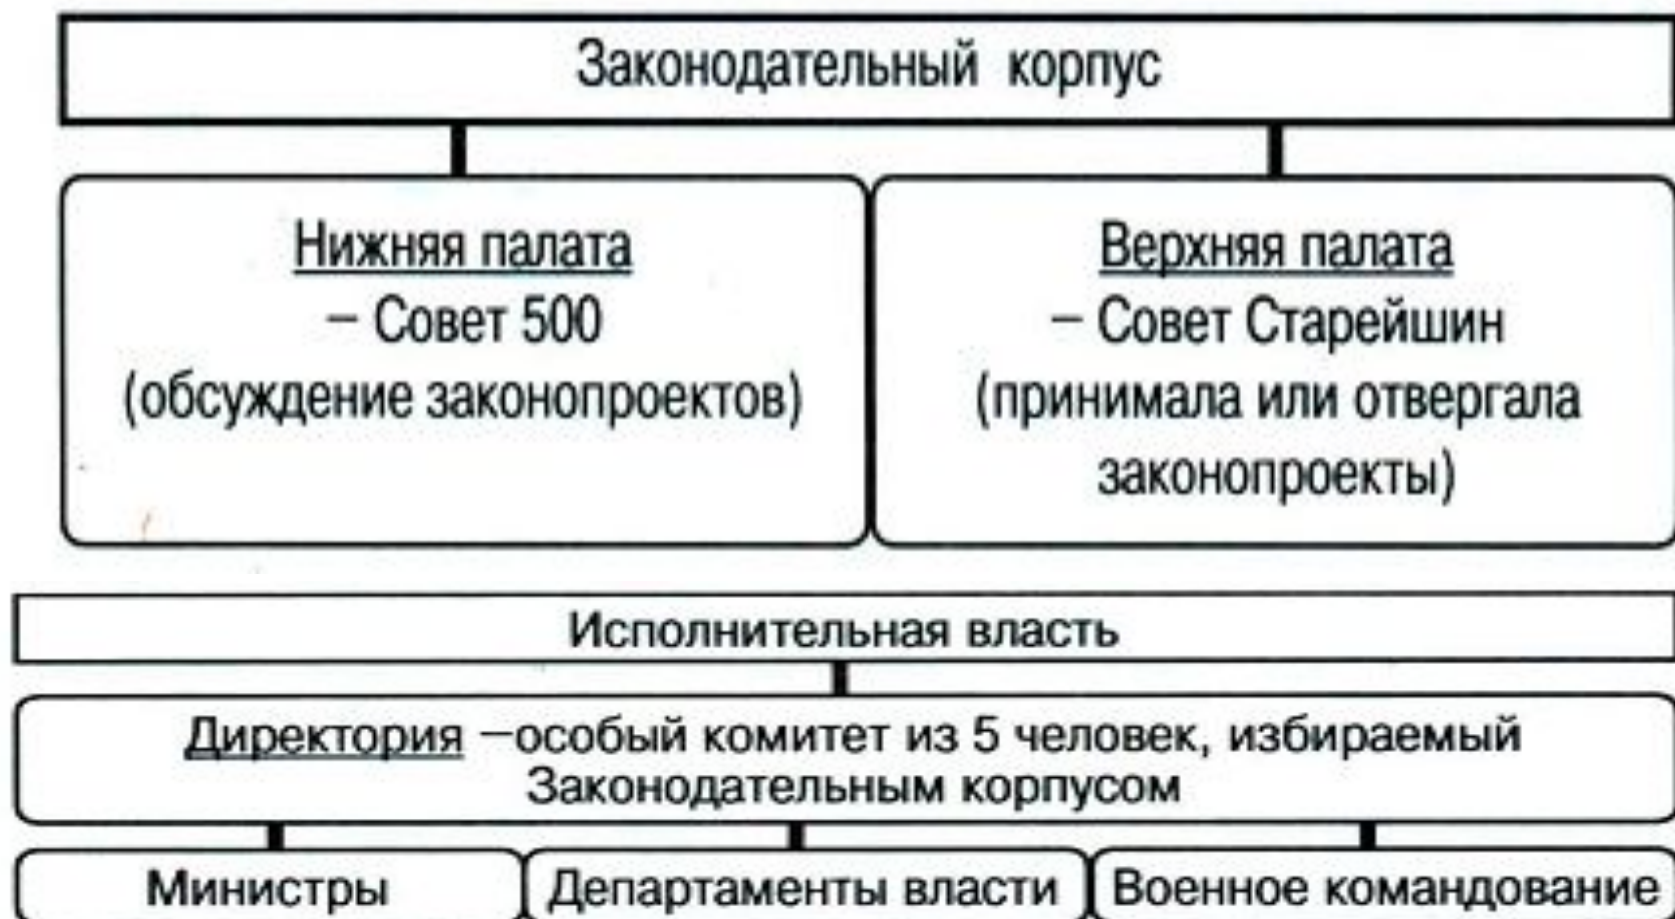 Законодательный корпус
Нижняя палата
– Совет 500
(обсуждение законопроектов)
Верхняя палата
– Совет Старейшин
(принимала или отвергала
законопроекты)
Исполнительная власть
Директория –особый комитет из 5 человек, избираемый
Законодательным корпусом
Министры
Департаменты власти
Военное командование